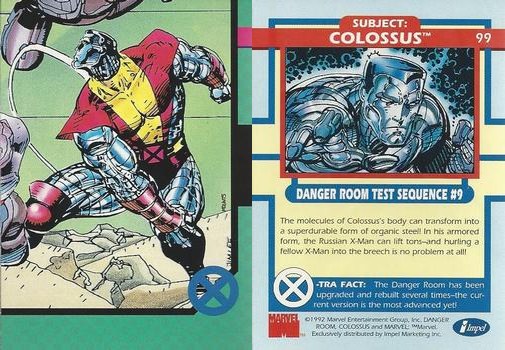 JIM LEE
SUBJECT:
COLOSSUS™
99
DANGER ROOM TEST SEQUENCE #9
The molecules of Colossus's body can transform into
a superdurable form of organic steel! In his armored
form, the Russian X-Man can lift tons–and hurling a
fellow X-Man into the breech is no problem at all!
X
-TRA FACT: The Danger Room has been
upgraded and rebuilt several times–the current
version is the most advanced yet!
©1992 Marvel Entertainment Group, Inc. DANGER
ROOM, COLOSSUS and MARVEL: ™Marvel.
Exclusively distributed by Impel Marketing Inc.
MARVEL
Impel